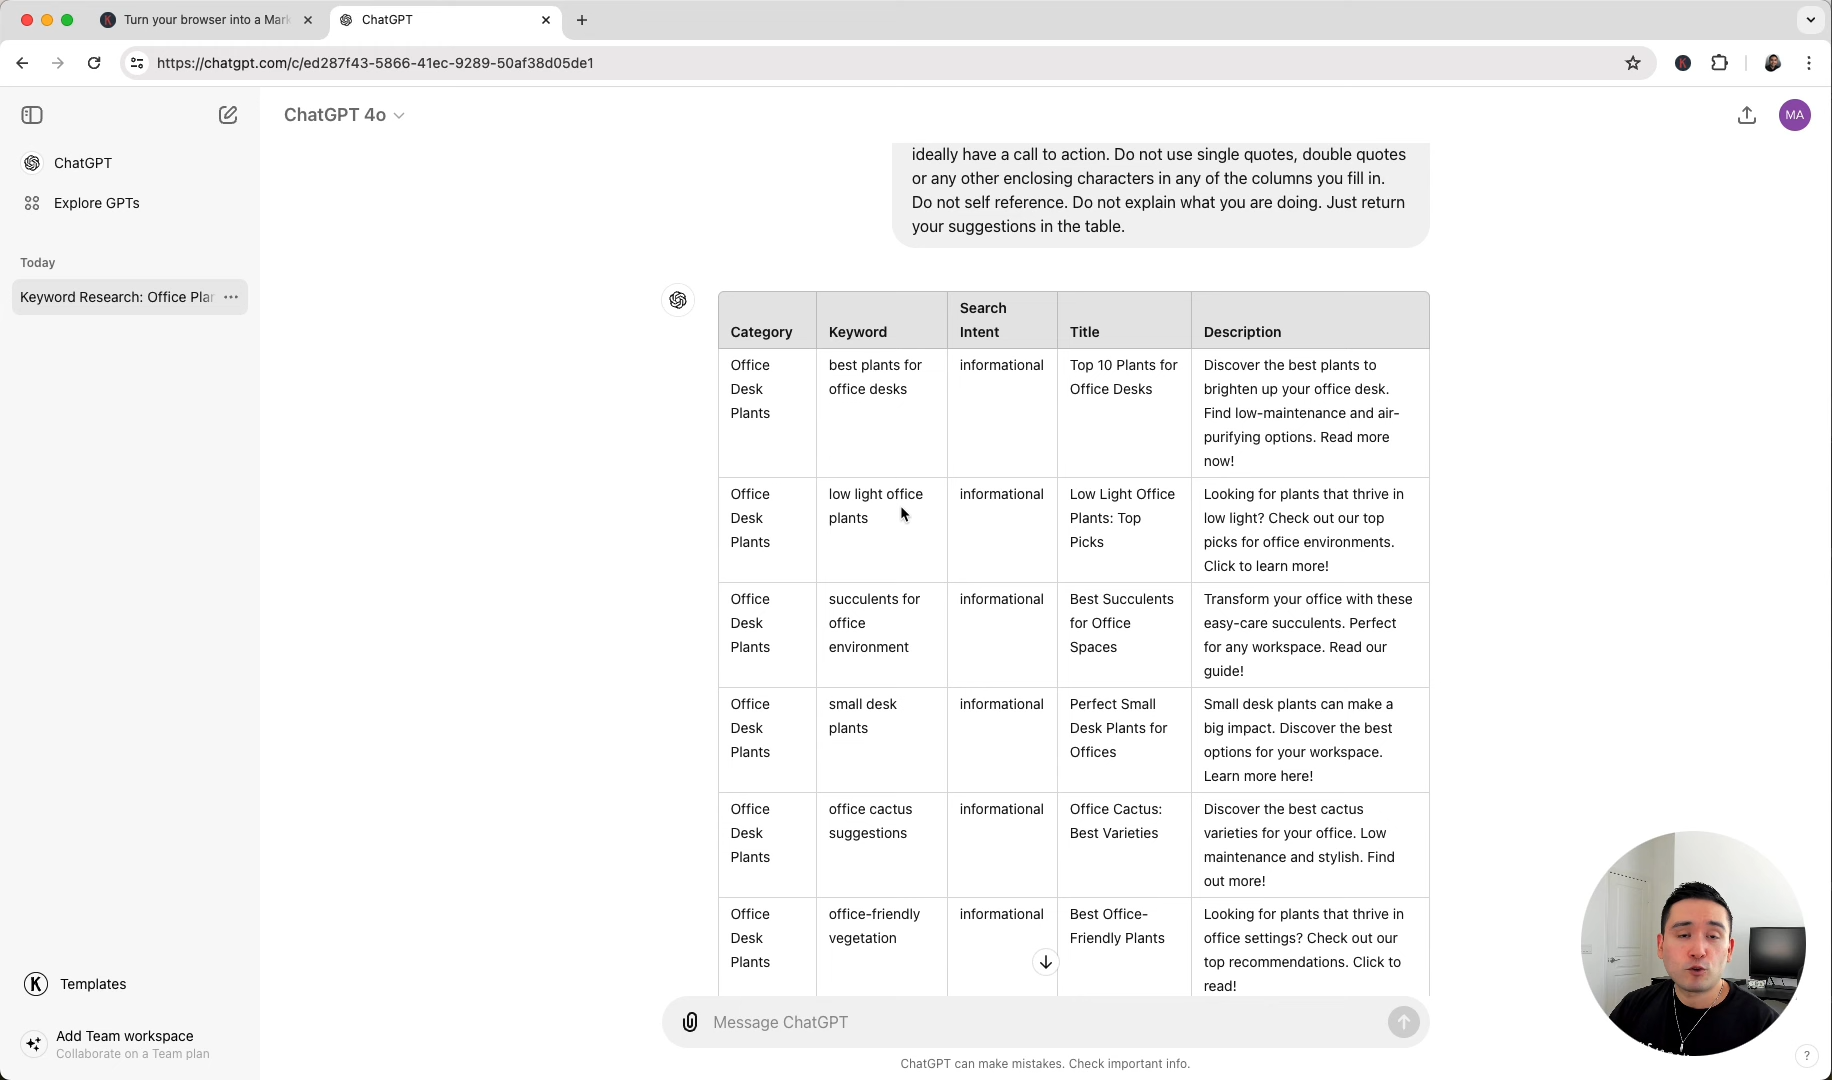 Turn your browser into a Mark
ChatGPT
https://chatgpt.com/c/ed287f43-5866-41ec-9289-50af38d05de1
ChatGPT 4o
MA
ChatGPT
Explore GPTs
Today
Keyword Research: Office Plan
ideally have a call to action. Do not use single quotes, double quotes
or any other enclosing characters in any of the columns you fill in.
Do not self reference. Do not explain what you are doing. Just return
your suggestions in the table.
Category
Keyword
Search
Intent
Title
Description
Office
Desk
Plants
best plants for
office desks
informational
Top 10 Plants for
Office Desks
Discover the best plants to
brighten up your office desk.
Find low-maintenance and air-
purifying options. Read more
now!
Office
Desk
Plants
low light office
plants
informational
Low Light Office
Plants: Top
Picks
Looking for plants that thrive in
low light? Check out our top
picks for office environments.
Click to learn more!
Office
Desk
Plants
succulents for
office
environment
informational
Best Succulents
for Office
Spaces
Transform your office with these
easy-care succulents. Perfect
for any workspace. Read our
guide!
Office
Desk
Plants
small desk
plants
informational
Perfect Small
Desk Plants for
Offices
Small desk plants can make a
big impact. Discover the best
options for your workspace.
Learn more here!
Office
Desk
Plants
office cactus
suggestions
informational
Office Cactus:
Best Varieties
Discover the best cactus
varieties for your office. Low
maintenance and stylish. Find
out more!
Office
Desk
Plants
office-friendly
vegetation
informational
Best Office-
Friendly Plants
Looking for plants that thrive in
office settings? Check out our
top recommendations. Click to
read!
K Templates
Add Team workspace
Collaborate on a Team plan
Message ChatGPT
ChatGPT can make mistakes. Check important info.
?